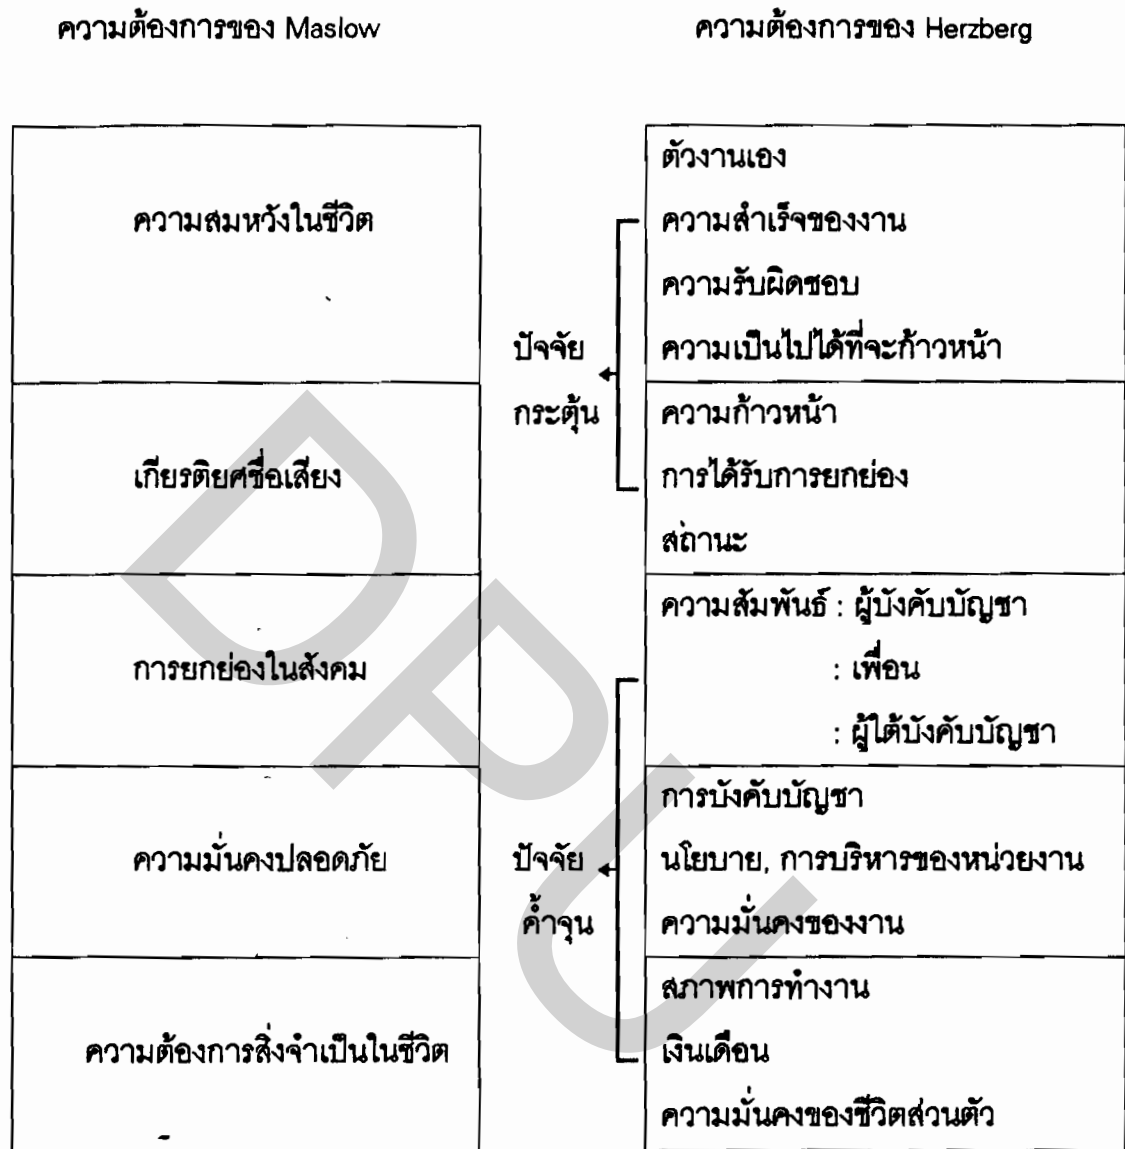 ความต้องการของ Maslow
ความต้องการของ Herzberg
ความสมหวังในชีวิต
เกียรติยศชื่อเสียง
การยกย่องในสังคม
ความมั่นคงปลอดภัย
ความต้องการสิ่งจำเป็นในชีวิต
ปัจจัย
กระตุ้น
ปัจจัย
ค้ำจุน
ตัวงานเอง
ความสำเร็จของงาน
ความรับผิดชอบ
ความเป็นไปได้ที่จะก้าวหน้า
ความก้าวหน้า
การได้รับการยกย่อง
สถานะ
ความสัมพันธ์ : ผู้บังคับบัญชา
: เพื่อน
: ผู้ใต้บังคับบัญชา
การบังคับบัญชา
นโยบาย, การบริหารของหน่วยงาน
ความมั่นคงของงาน
สภาพการทำงาน
เงินเดือน
ความมั่นคงของชีวิตส่วนตัว
DPU